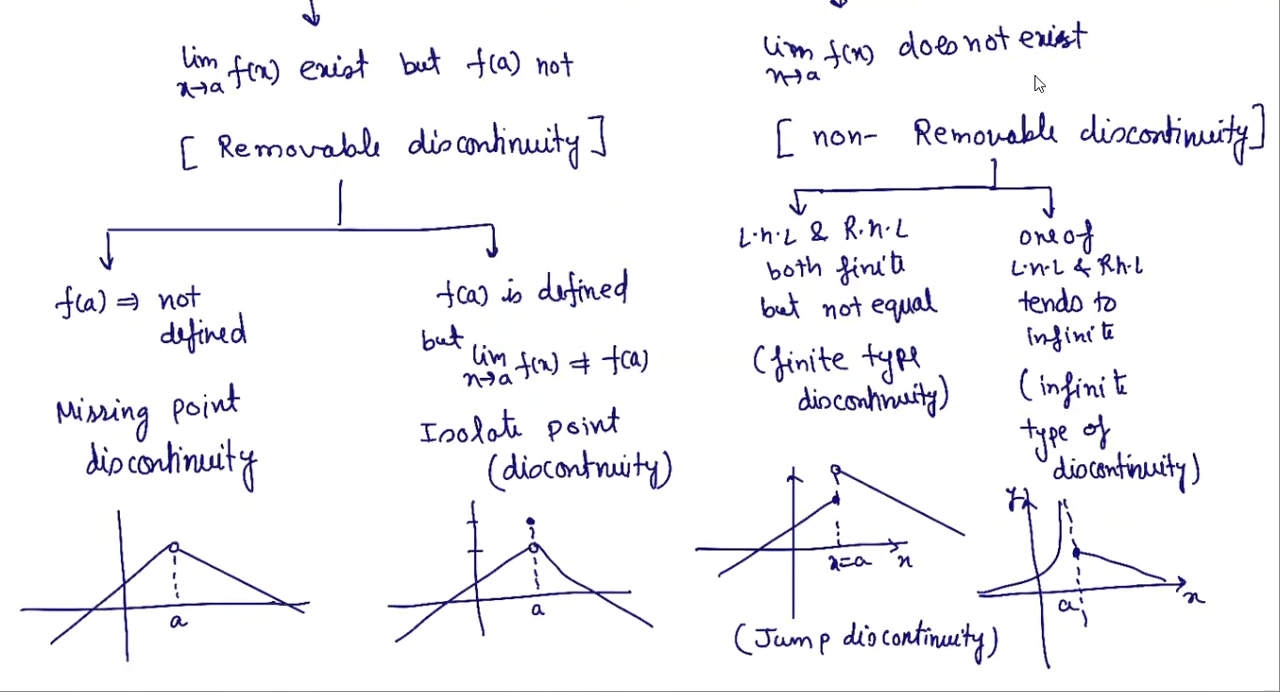 lim f(x) exist but f(a) not
x→a
[ Removable discontinuity ]
f(a) ⇒ not
defined
Missing point
discontinuity
a
f(a) is defined
but
lim f(x) ≠ f(a)
x→a
Isolate point
(discontnuity)
a
lim f(x) does not exist
x→a
[ non- Removable discontinuity ]
L.h.L & R.h.L
both finite
but not equal
(finite type
discontinuity)
x=a
x
(Jump discontinuity)
one of
L.h.L & Rh.L
tends to
infinite
(infinite
type of
discontinuity)
y
a
x